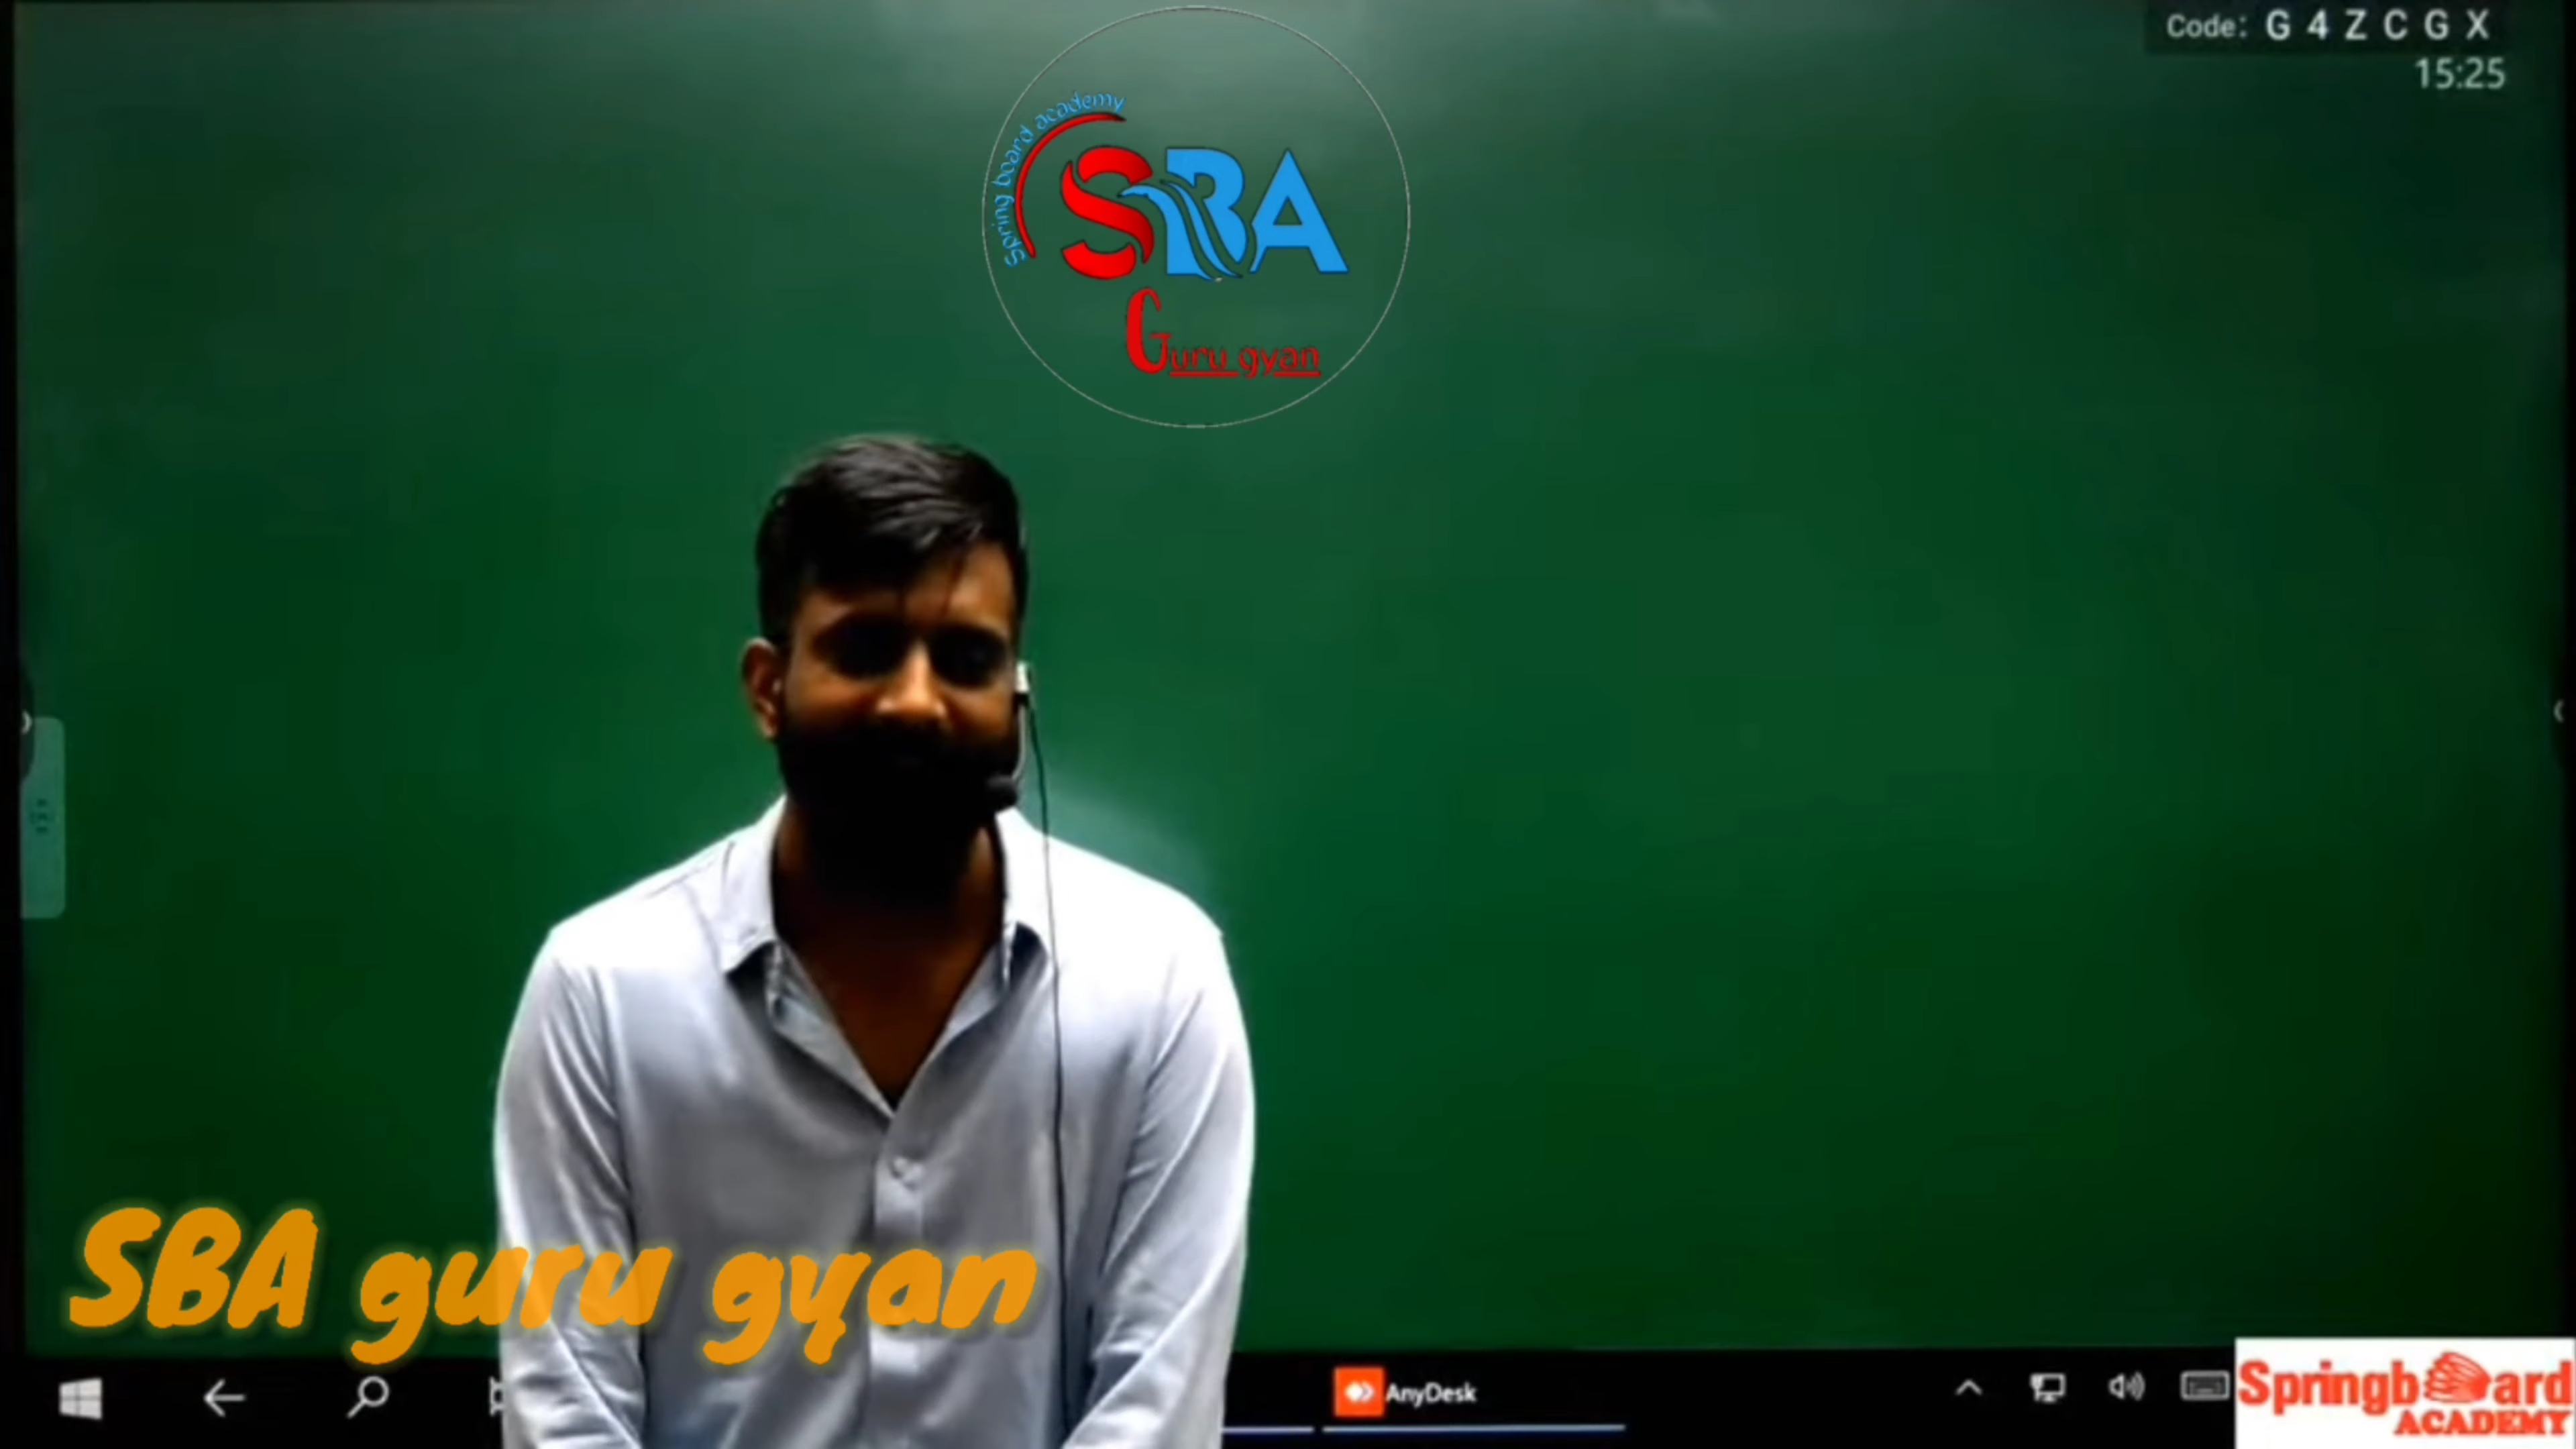 Code: G 4 Z C G X
15:25
Spring board academy
SBA
Guru gyan
SBA guru gyan
AnyDesk
Springboard
ACADEMY